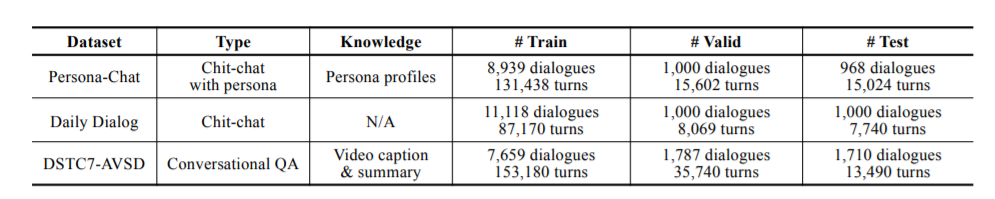 Dataset Type Knowledge # Train # Valid # Test
Persona-Chat Chit-chat with persona Persona profiles 8,939 dialogues 131,438 turns 1,000 dialogues 15,602 turns 968 dialogues 15,024 turns
Daily Dialog Chit-chat N/A 11,118 dialogues 87,170 turns 1,000 dialogues 8,069 turns 1,000 dialogues 7,740 turns
DSTC7-AVSD Conversational QA Video caption & summary 7,659 dialogues 153,180 turns 1,787 dialogues 35,740 turns 1,710 dialogues 13,490 turns